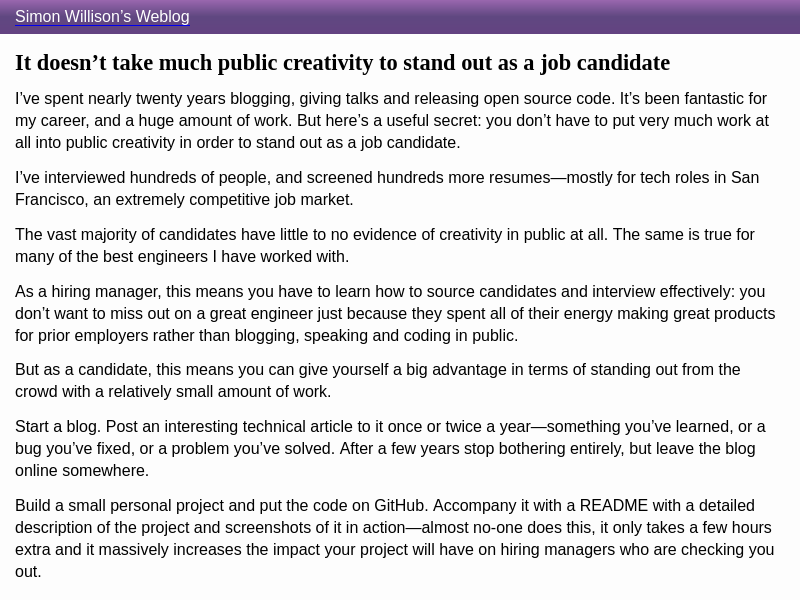 Simon Willison’s Weblog
It doesn’t take much public creativity to stand out as a job candidate
I’ve spent nearly twenty years blogging, giving talks and releasing open source code. It’s been fantastic for
my career, and a huge amount of work. But here’s a useful secret: you don’t have to put very much work at
all into public creativity in order to stand out as a job candidate.
I’ve interviewed hundreds of people, and screened hundreds more resumes—mostly for tech roles in San
Francisco, an extremely competitive job market.
The vast majority of candidates have little to no evidence of creativity in public at all. The same is true for
many of the best engineers I have worked with.
As a hiring manager, this means you have to learn how to source candidates and interview effectively: you
don’t want to miss out on a great engineer just because they spent all of their energy making great products
for prior employers rather than blogging, speaking and coding in public.
But as a candidate, this means you can give yourself a big advantage in terms of standing out from the
crowd with a relatively small amount of work.
Start a blog. Post an interesting technical article to it once or twice a year—something you’ve learned, or a
bug you’ve fixed, or a problem you’ve solved. After a few years stop bothering entirely, but leave the blog
online somewhere.
Build a small personal project and put the code on GitHub. Accompany it with a README with a detailed
description of the project and screenshots of it in action—almost no-one does this, it only takes a few hours
extra and it massively increases the impact your project will have on hiring managers who are checking you
out.